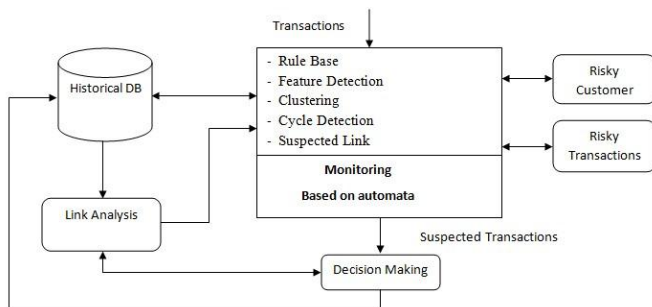 Transactions
- Rule Base
- Feature Detection
- Clustering
- Cycle Detection
- Suspected Link
Monitoring
Based on automata
Historical DB
Risky
Customer
Risky
Transactions
Link Analysis
Suspected Transactions
Decision Making